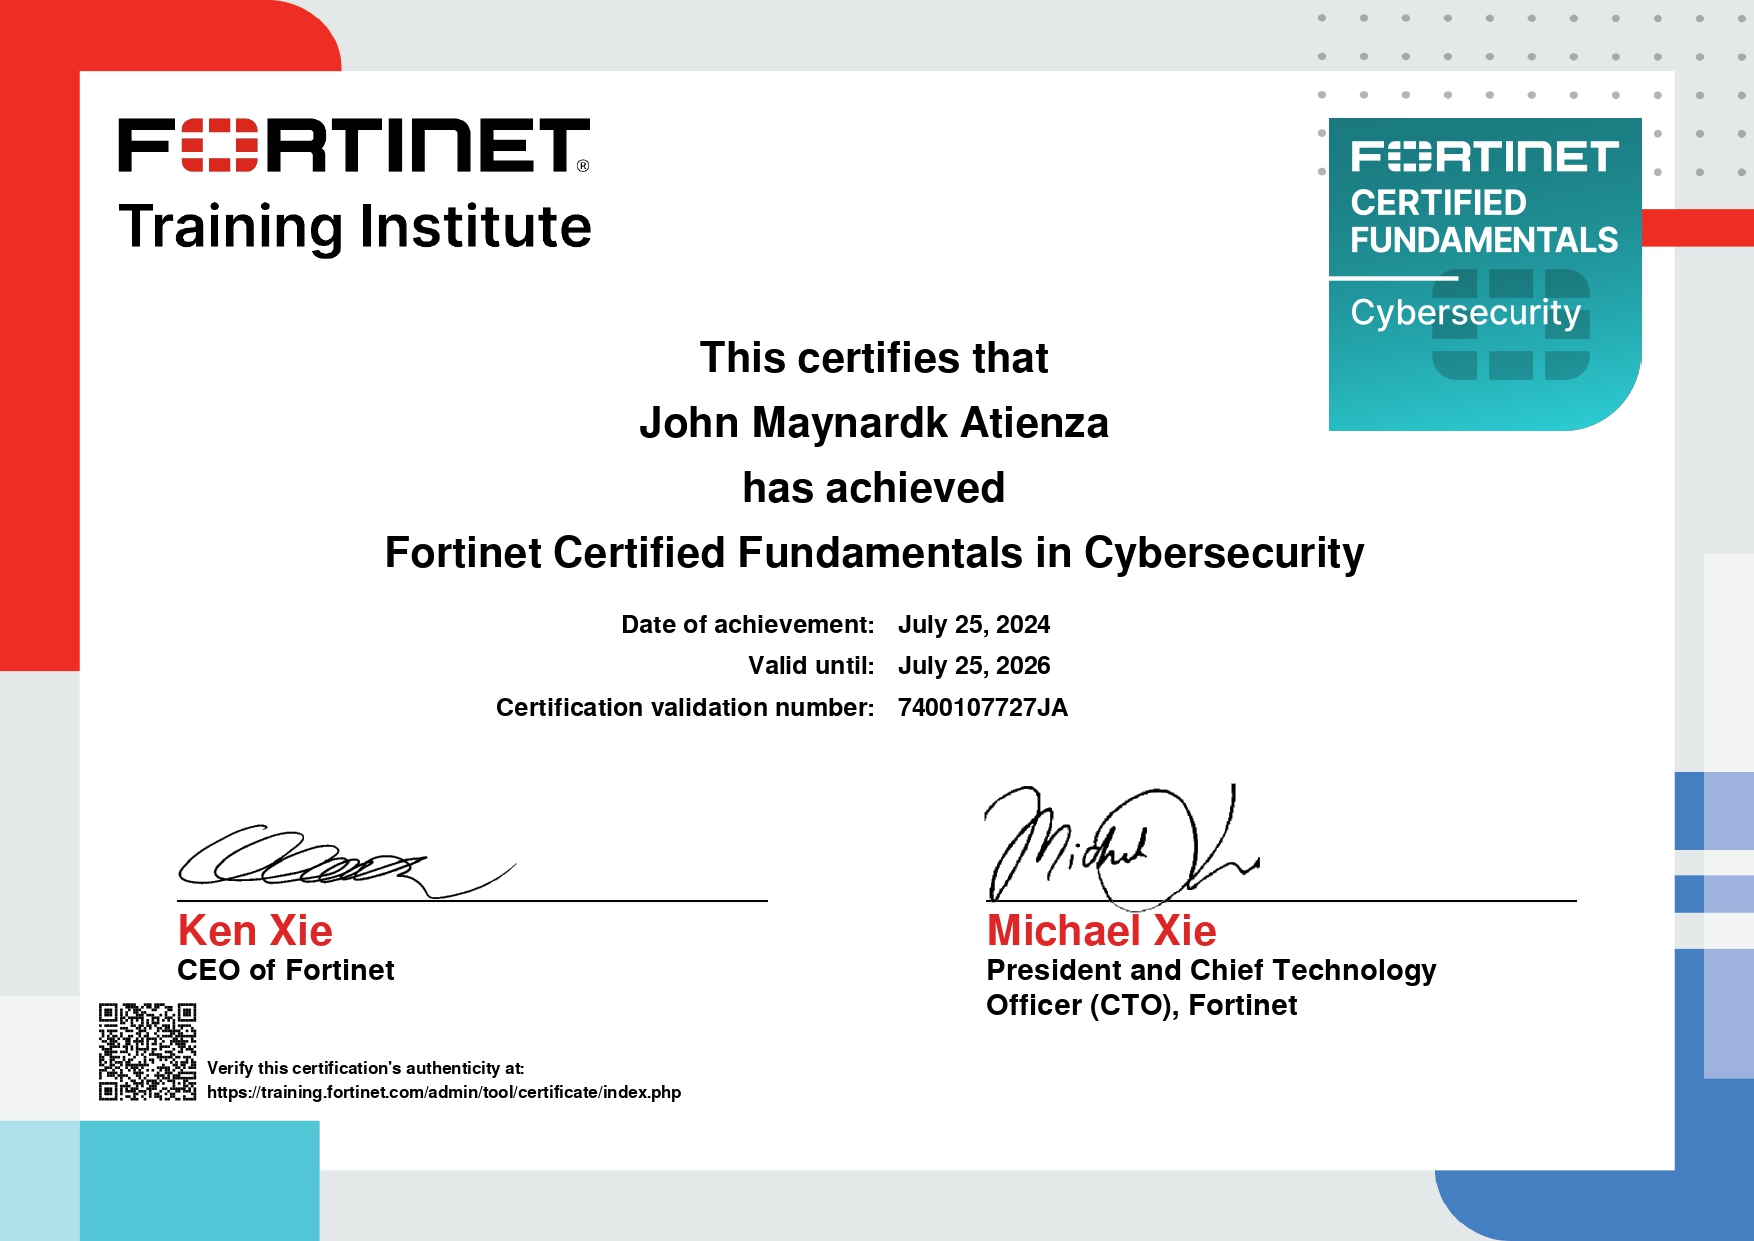 FORTINET®
Training Institute
FORTINET
CERTIFIED
FUNDAMENTALS
Cybersecurity
This certifies that
John Maynardk Atienza
has achieved
Fortinet Certified Fundamentals in Cybersecurity
Date of achievement: July 25, 2024
Valid until: July 25, 2026
Certification validation number: 7400107727JA
Michael Xie
Ken Xie
CEO of Fortinet
Michael Xie
President and Chief Technology
Officer (CTO), Fortinet
Verify this certification's authenticity at:
https://training.fortinet.com/admin/tool/certificate/index.php